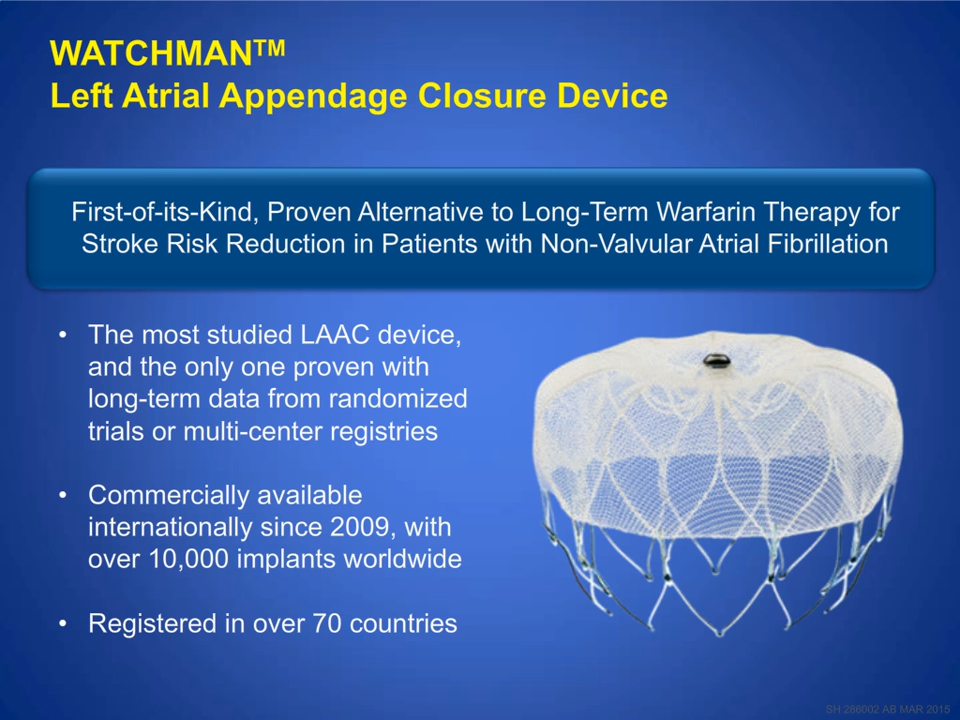 WATCHMAN™
Left Atrial Appendage Closure Device
First-of-its-Kind, Proven Alternative to Long-Term Warfarin Therapy for
Stroke Risk Reduction in Patients with Non-Valvular Atrial Fibrillation
• The most studied LAAC device,
and the only one proven with
long-term data from randomized
trials or multi-center registries
• Commercially available
internationally since 2009, with
over 10,000 implants worldwide
• Registered in over 70 countries
SH 286002 AB MAR 2015